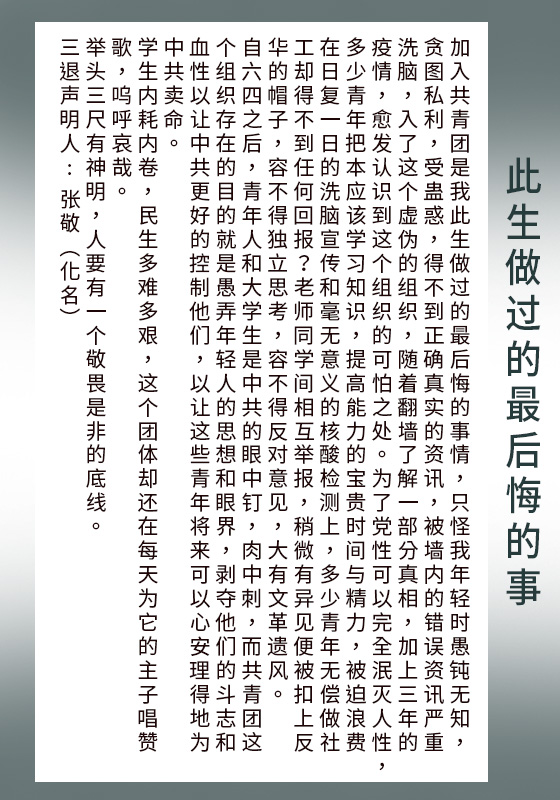 此生做过的最后悔的事
加入共青团是我此生做过的最后悔的事情，只怪我年轻时愚钝无知，
贪图私利，受蛊惑，得不到正确真实的资讯，被墙内的错误资讯严重
洗脑，入了这个虚伪的组织，随着翻墙了解一部分真相，加上三年的
疫情，愈发认识到这个组织的可怕之处。为了党性可以完全泯灭人性，
多少青年把本应该学习知识，提高能力的宝贵时间与精力，被迫浪费
在日复一日的洗脑宣传和毫无意义的核酸检测上，多少青年无偿做社
工却得不到任何回报？老师同学间相互举报，稍微有异见便被扣上反
华的帽子，容不得独立思考，容不得反对意见，大有文革遗风。
自六四之后，青年人和大学生是中共的眼中钉，肉中刺，而共青团这
个组织存在的目的就是愚弄年轻人的思想和眼界，剥夺他们的斗志和
血性以让中共更好的控制他们，以让这些青年将来可以心安理得地为
中共卖命。
学生内耗内卷，民生多难多艰，这个团体却还在每天为它的主子唱赞
歌，呜呼哀哉。
举头三尺有神明，人要有一个敬畏是非的底线。
三退声明人：张敬（化名）